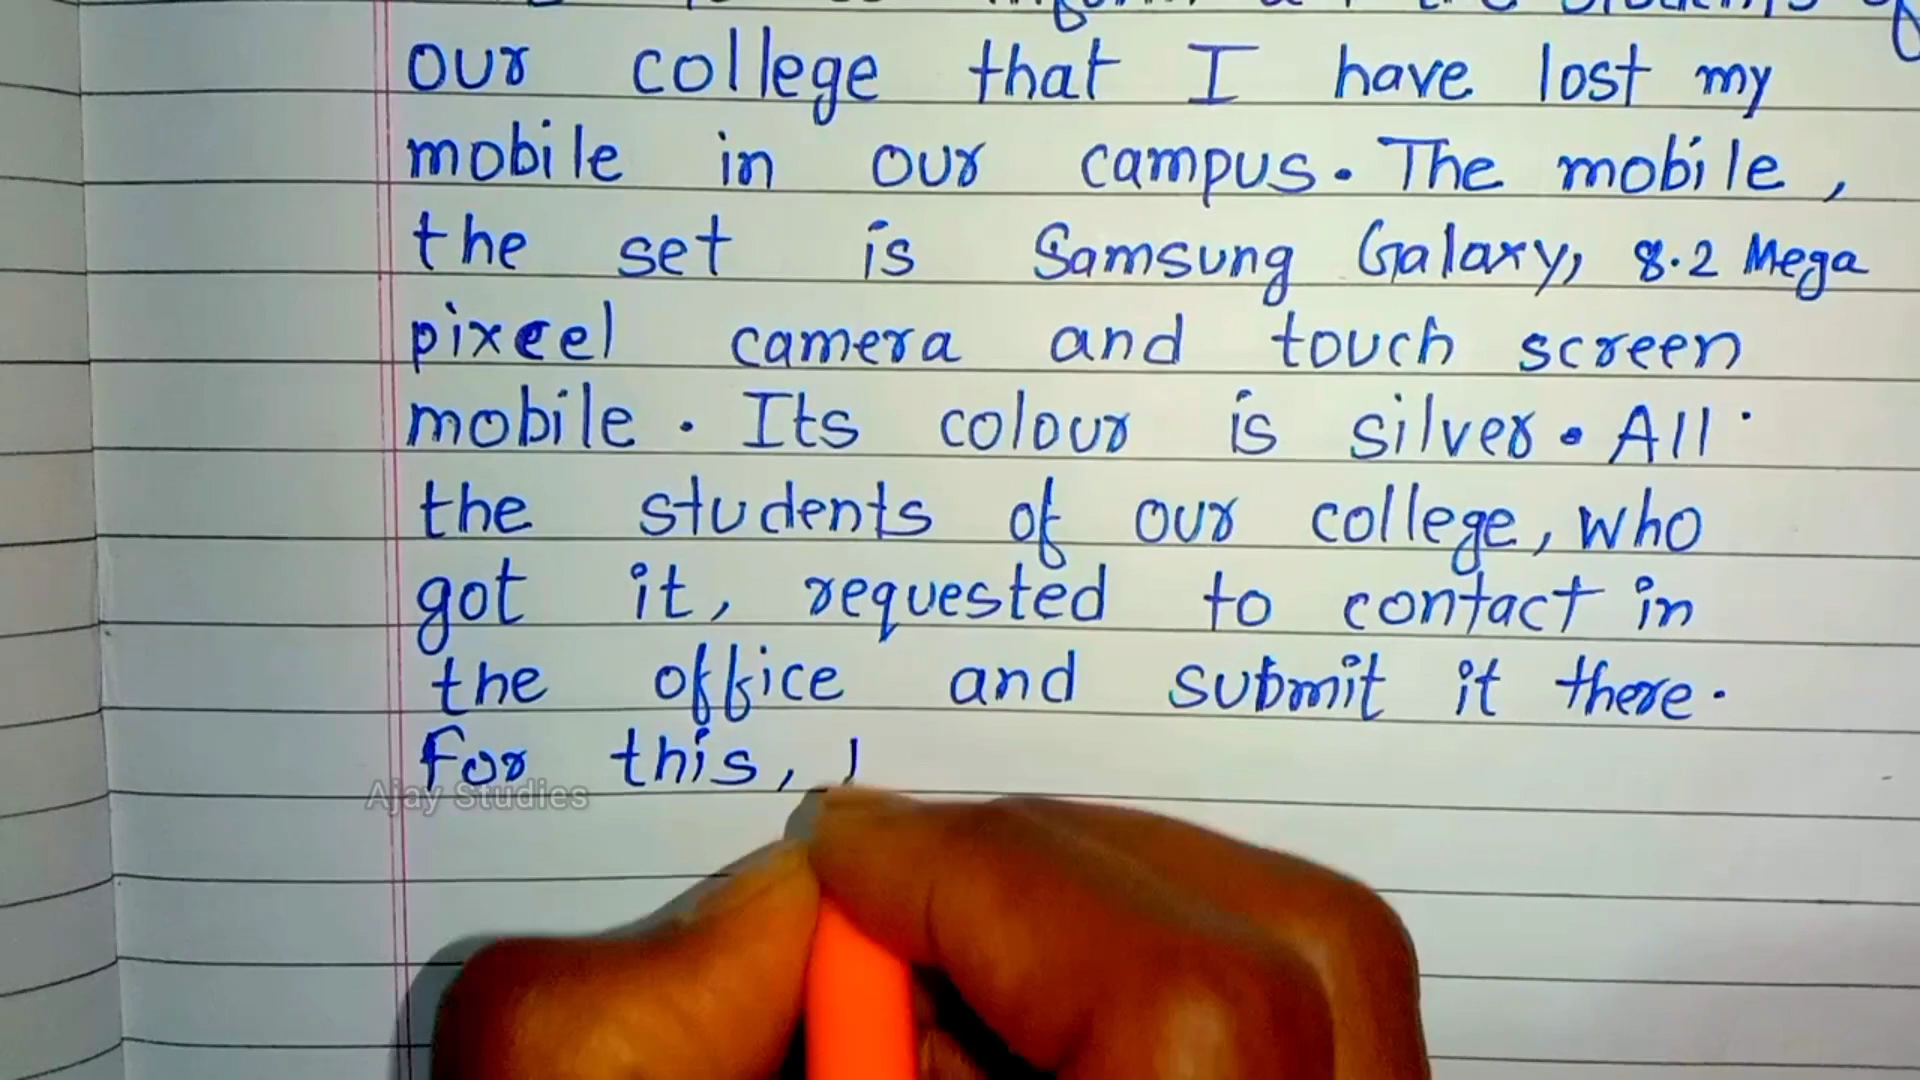 our college that I have lost my
mobile in our campus. The mobile,
the set is Samsung Galaxy, 8.2 Mega
pixeel camera and touch screen
mobile. Its colour is silver. All
the students of our college, who
got it, requested to contact in
the office and submit it there.
For this,
Ajay Studies